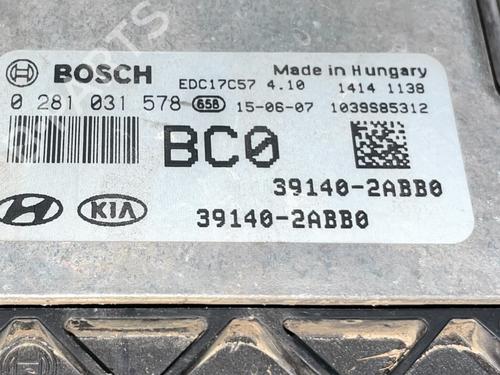 BOSCH
EDC17C57 4.10
Made in Hungary
0 281 031 578 658 15-06-07
1414 1138
1039S85312
BC0
39140-2ABB0
KIA
39140-2ABB0